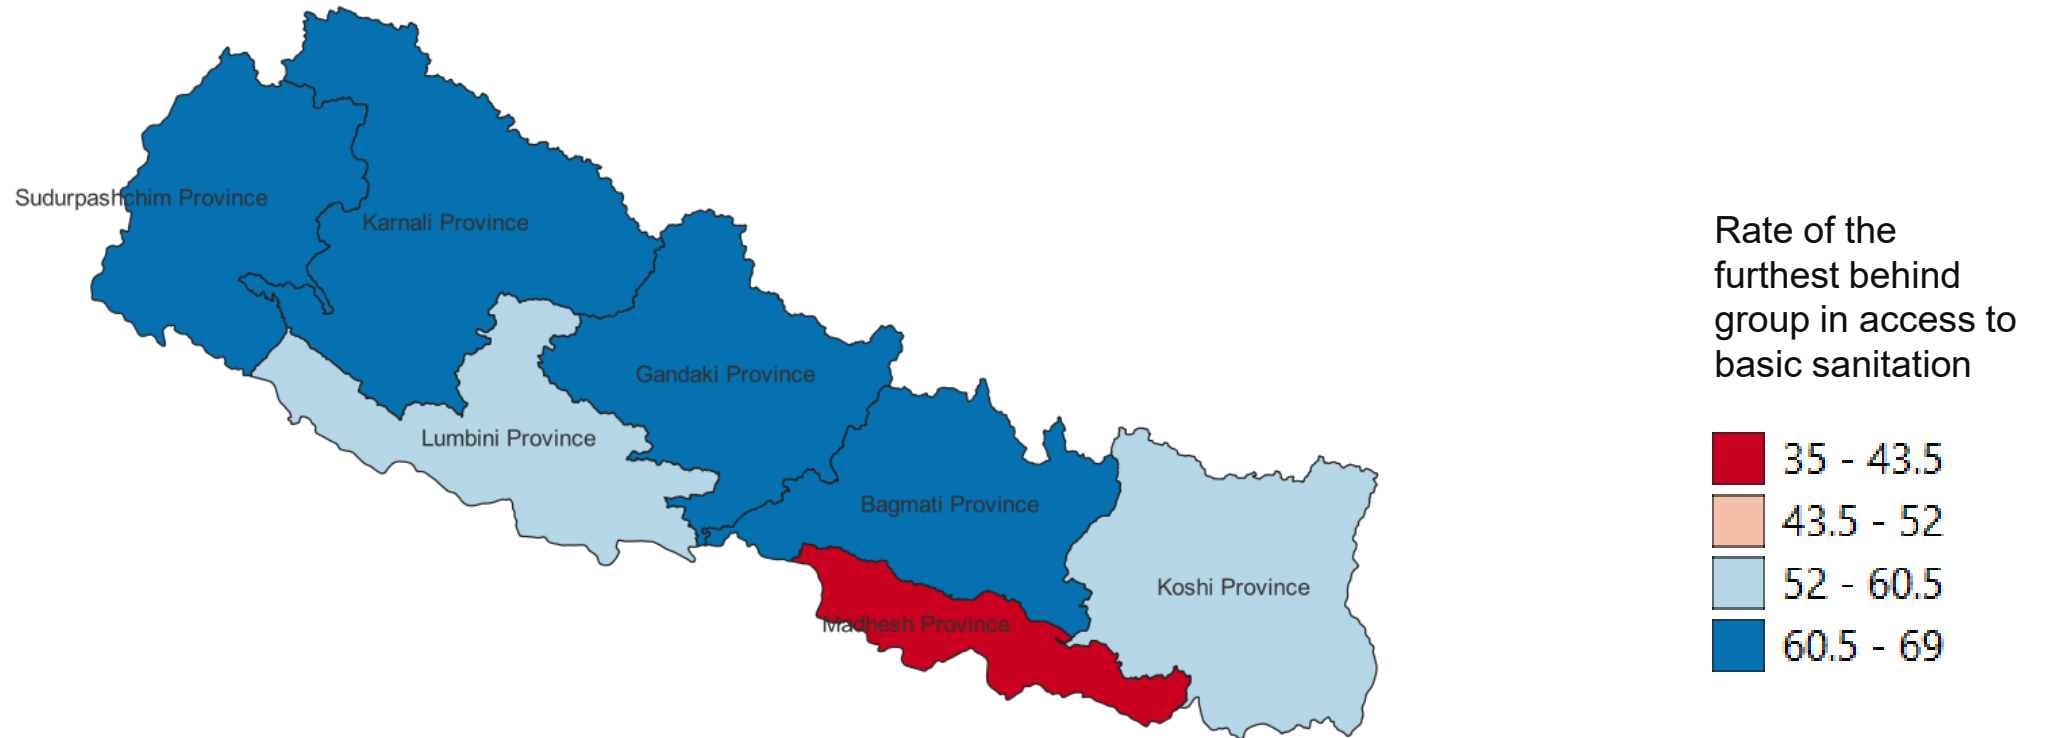 Sudurpashchim Province
Karnali Province
Gandaki Province
Lumbini Province
Bagmati Province
Koshi Province
Madhesh Province
Rate of the
furthest behind
group in access to
basic sanitation
35 - 43.5
43.5 - 52
52 - 60.5
60.5 - 69